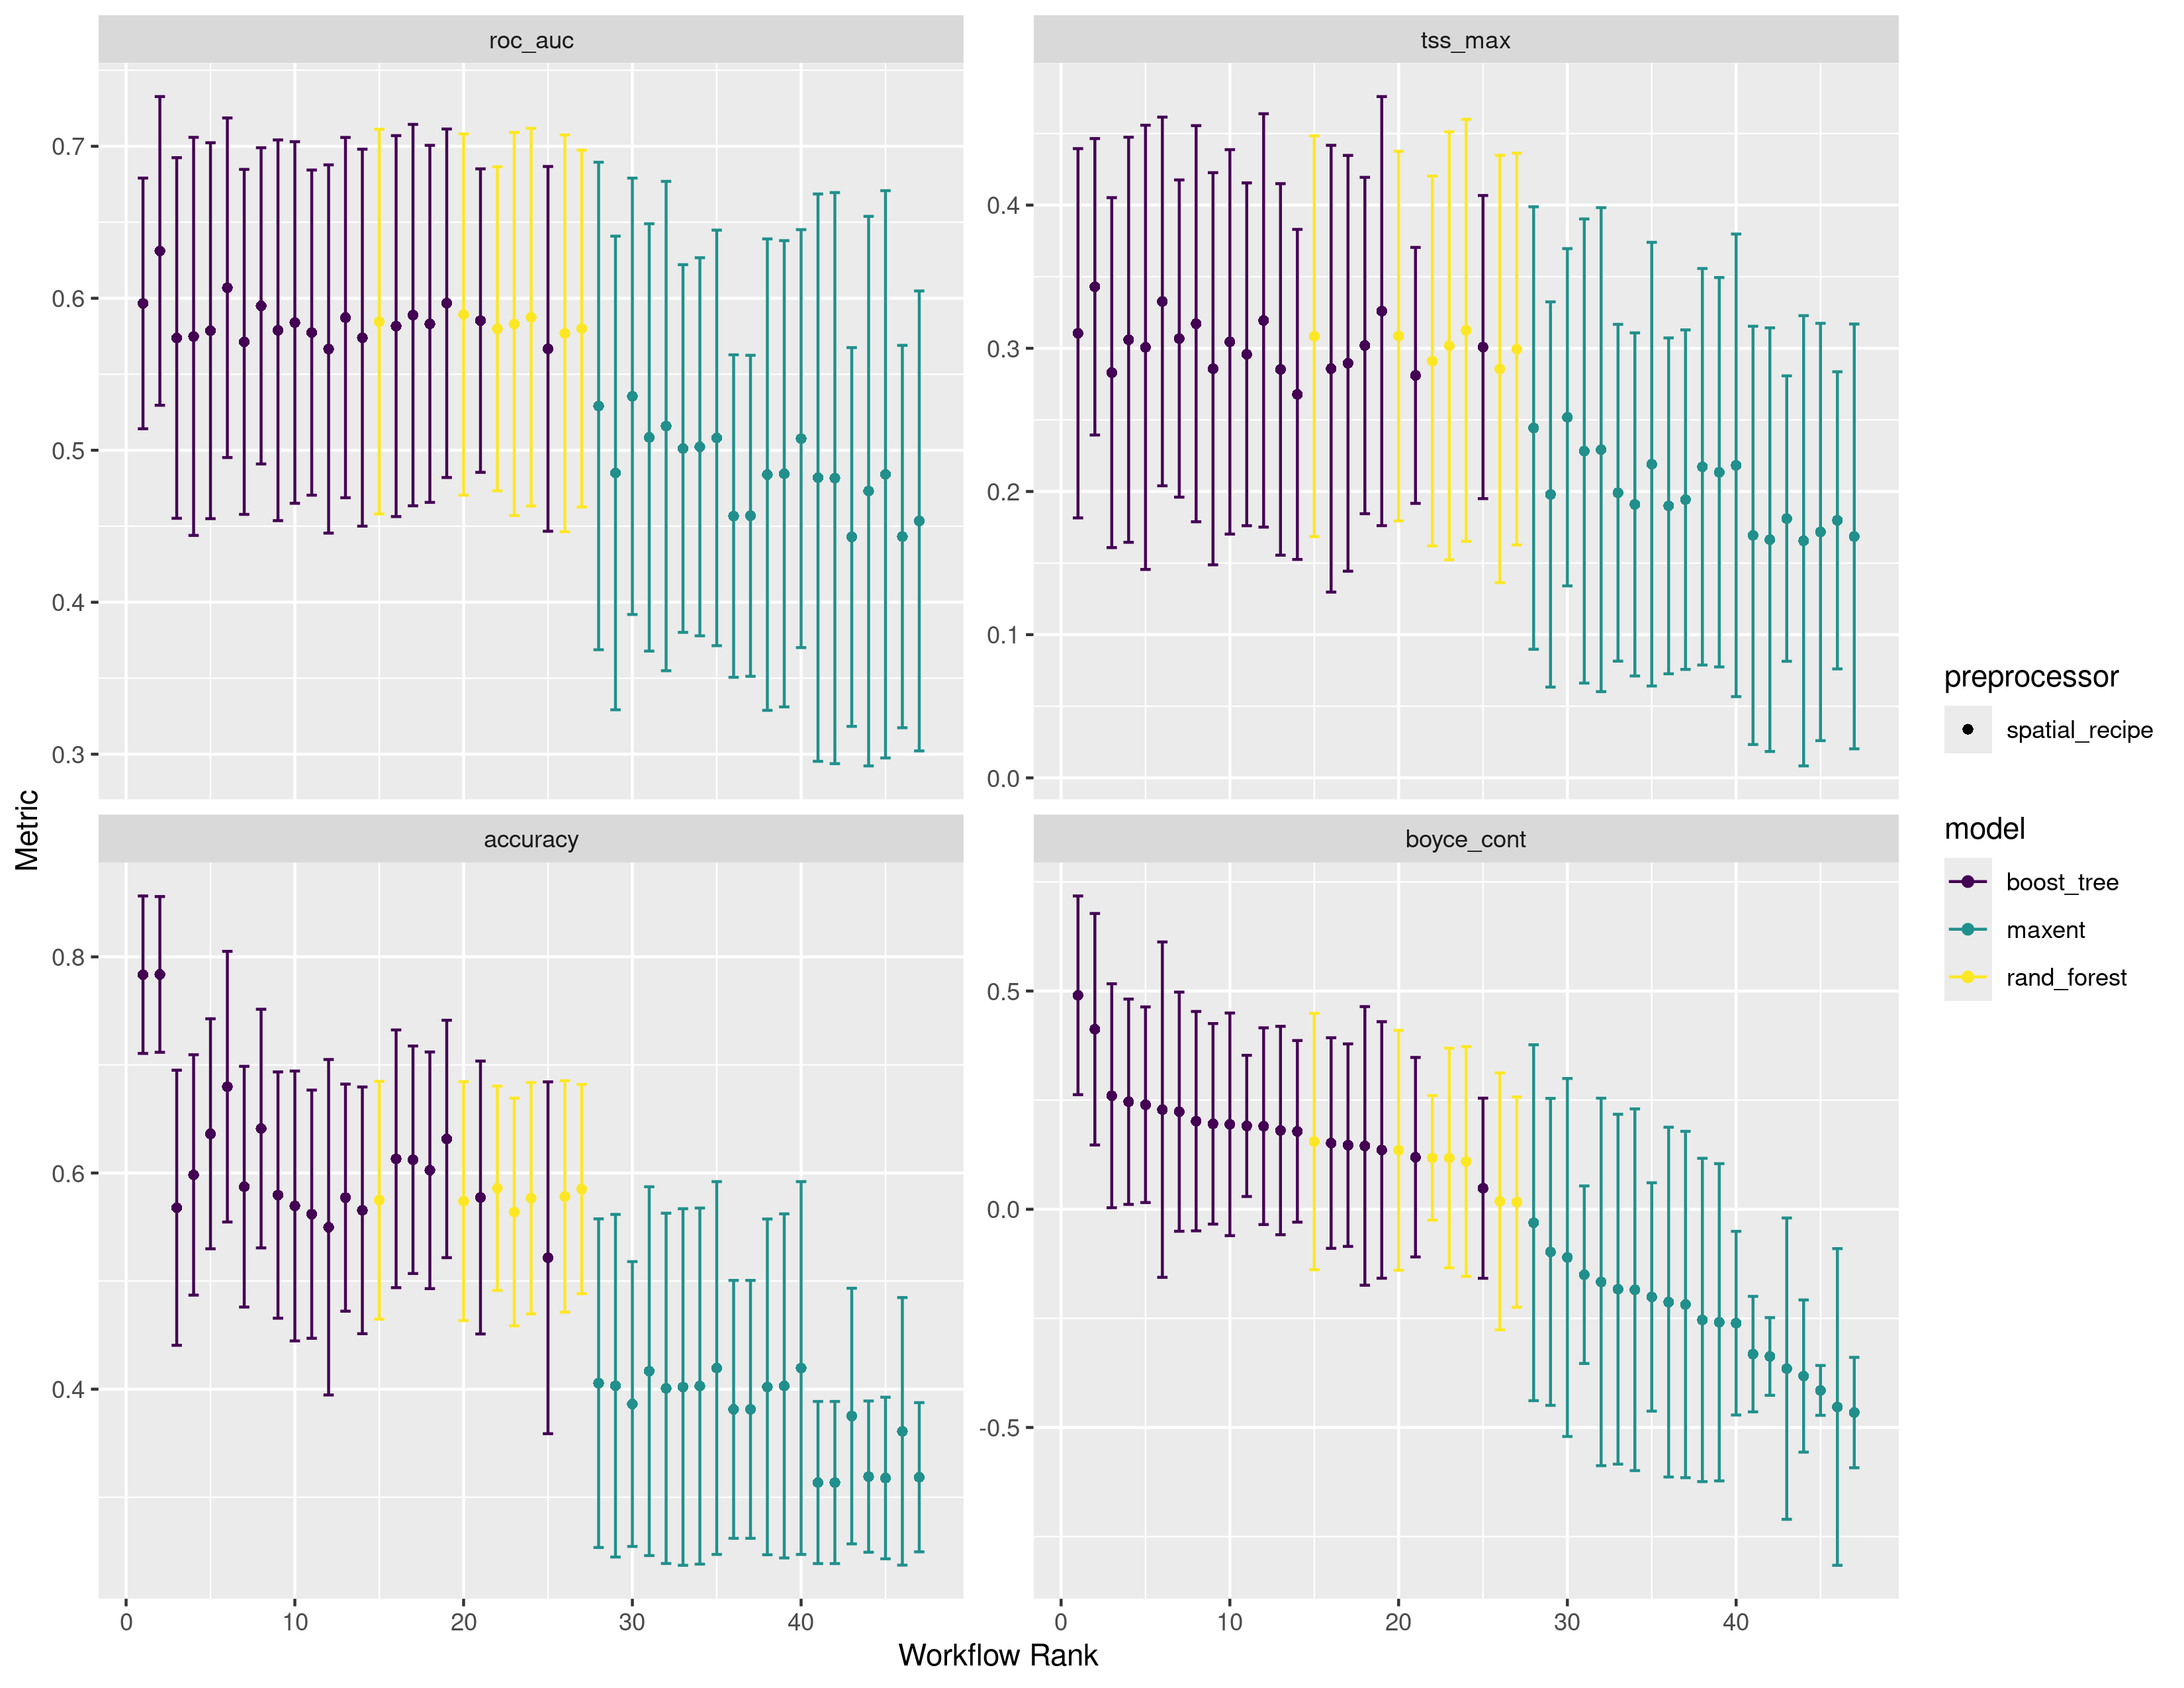 roc_auc
tss_max
0.7
0.6
0.5
0.4
0.3
0.4
0.3
0.2
0.1
0.0
Metric
accuracy
boyce_cont
0.8
0.6
0.4
0.5
0.0
-0.5
0 10 20 30 40
0 10 20 30 40
Workflow Rank
preprocessor
spatial_recipe
model
boost_tree
maxent
rand_forest